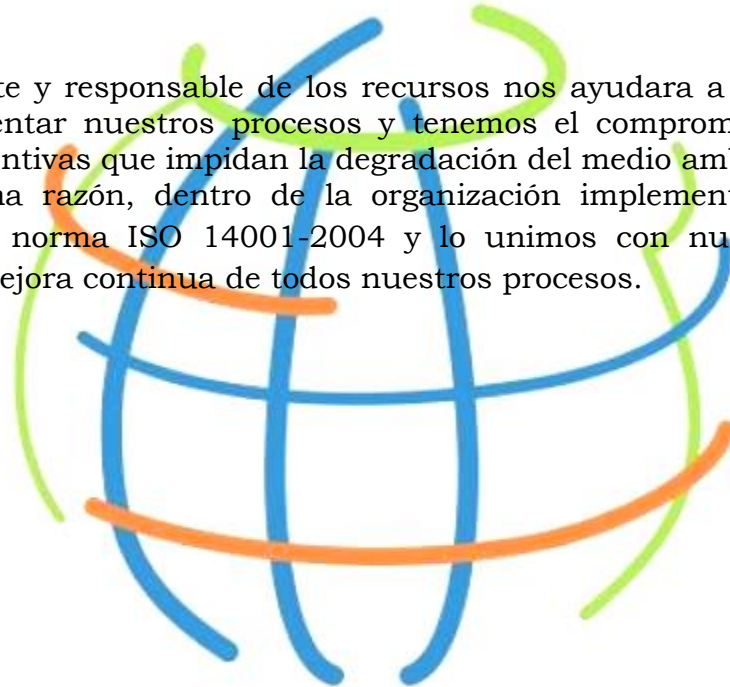 te y responsable de los recursos nos ayudara a
entar nuestros procesos y tenemos el comprom
ntivas que impidan la degradación del medio amb
na razón, dentro de la organización implement
norma ISO 14001-2004 y lo unimos con nu
ejora continua de todos nuestros procesos.